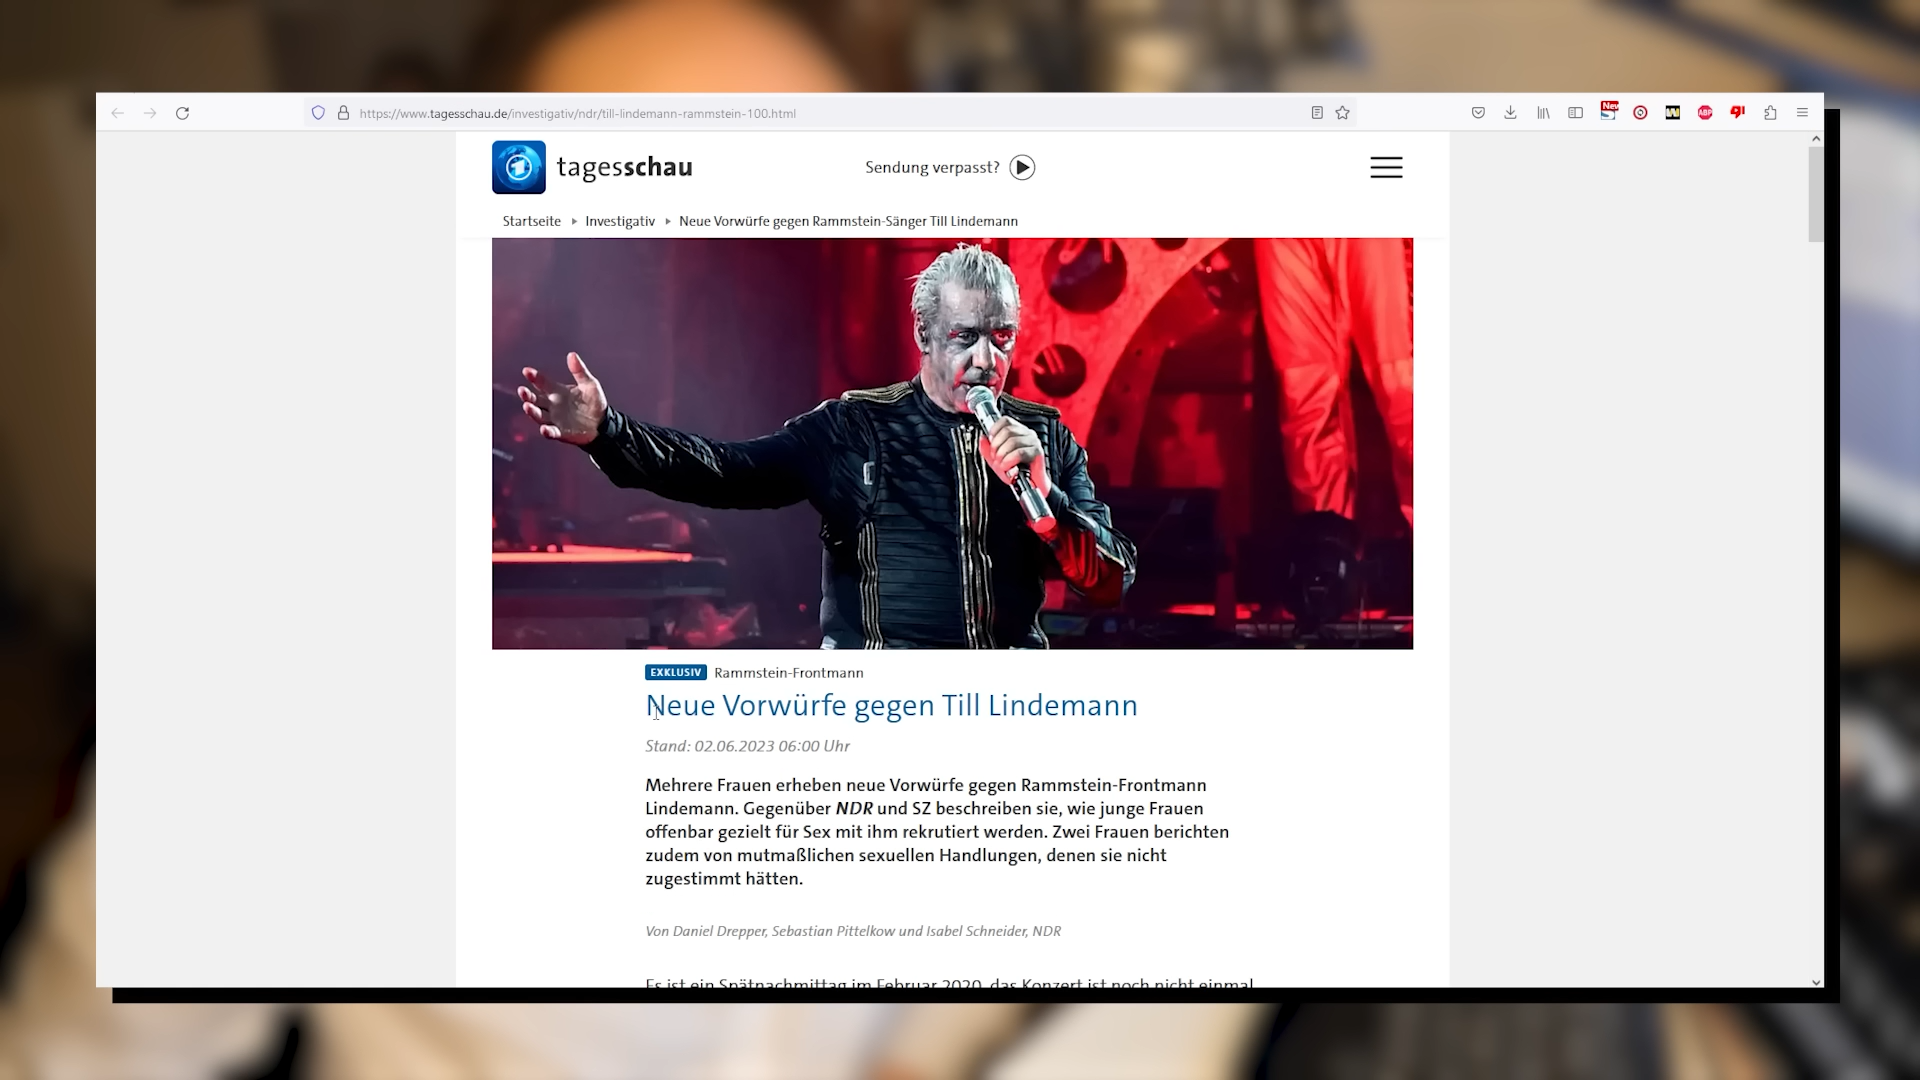 https://www.tagesschau.de/investigativ/ndr/till-lindemann-rammstein-100.html
New
ABP
tagesschau
Sendung verpasst?
Startseite Investigativ Neue Vorwürfe gegen Rammstein-Sänger Till Lindemann
EXKLUSIV Rammstein-Frontmann
Neue Vorwürfe gegen Till Lindemann
Stand: 02.06.2023 06:00 Uhr
Mehrere Frauen erheben neue Vorwürfe gegen Rammstein-Frontmann
Lindemann. Gegenüber NDR und SZ beschreiben sie, wie junge Frauen
offenbar gezielt für Sex mit ihm rekrutiert werden. Zwei Frauen berichten
zudem von mutmaßlichen sexuellen Handlungen, denen sie nicht
zugestimmt hätten.
Von Daniel Drepper, Sebastian Pittelkow und Isabel Schneider, NDR
Es ist ein Spätnachmittag im Februar 2020, das Konzert ist noch nicht einmal